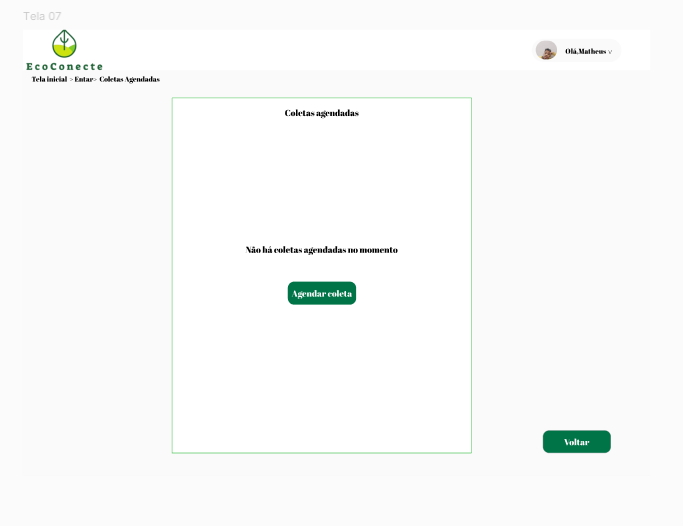 Tela 07
EcoConecte
Olá,Matheus v
Tela inicial > Entar> Coletas Agendadas
Coletas agendadas
Não há coletas agendadas no momento
Agendar coleta
Voltar